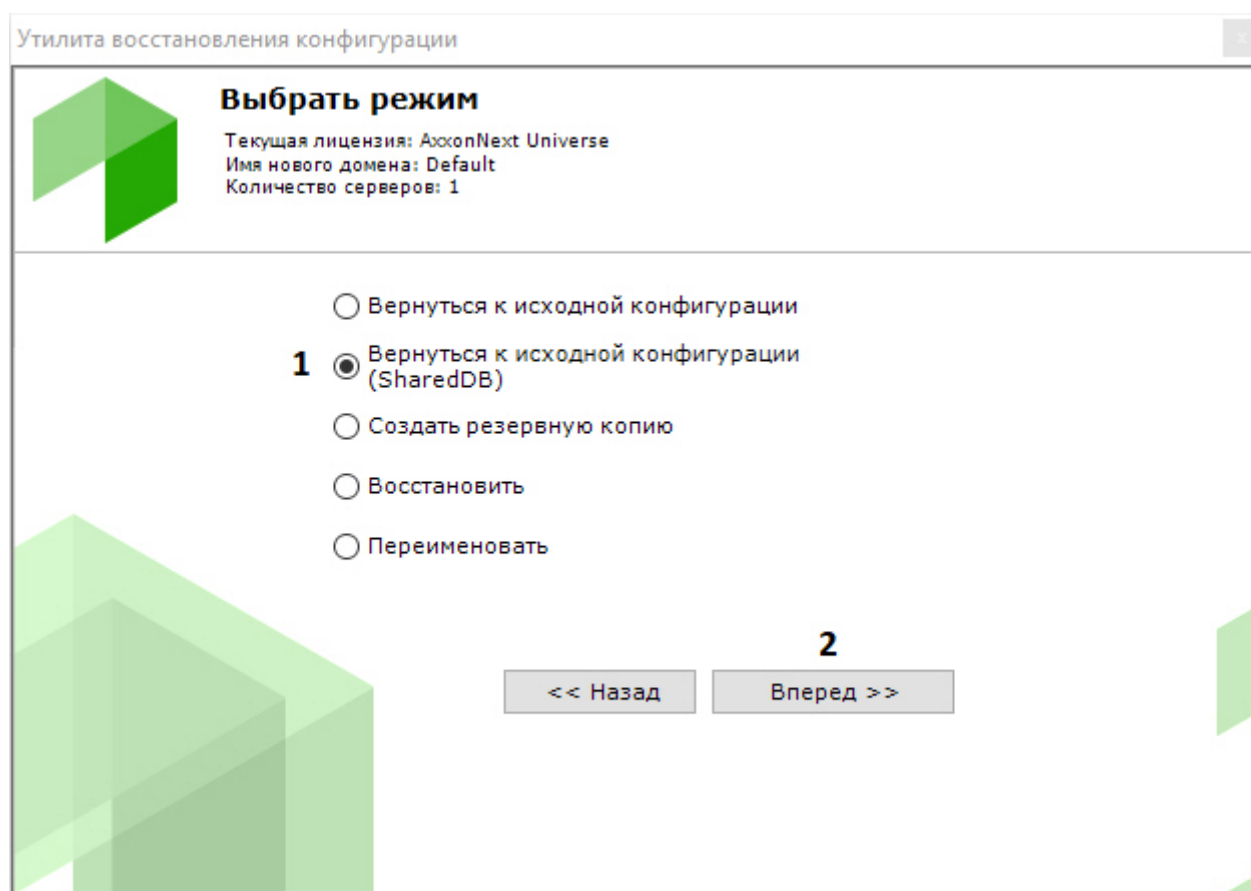 Утилита восстановления конфигурации
x
Выбрать режим
Текущая лицензия: AxxonNext Universe
Имя нового домена: Default
Количество серверов: 1
Вернуться к исходной конфигурации
1
Вернуться к исходной конфигурации
(SharedDB)
Создать резервную копию
Восстановить
Переименовать
2
<< Назад
Вперед >>